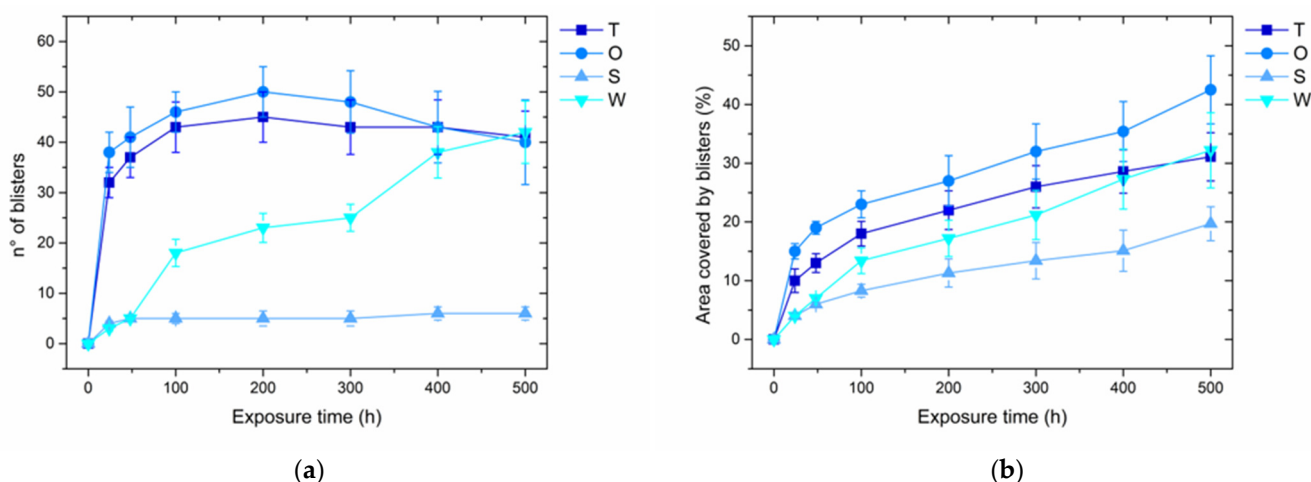 60
50
40
30
20
10
0
n° of blisters
0 100 200 300 400 500
Exposure time (h)
T
O
S
W
(a)
50
40
30
20
10
0
Area covered by blisters (%)
0 100 200 300 400 500
Exposure time (h)
T
O
S
W
(b)